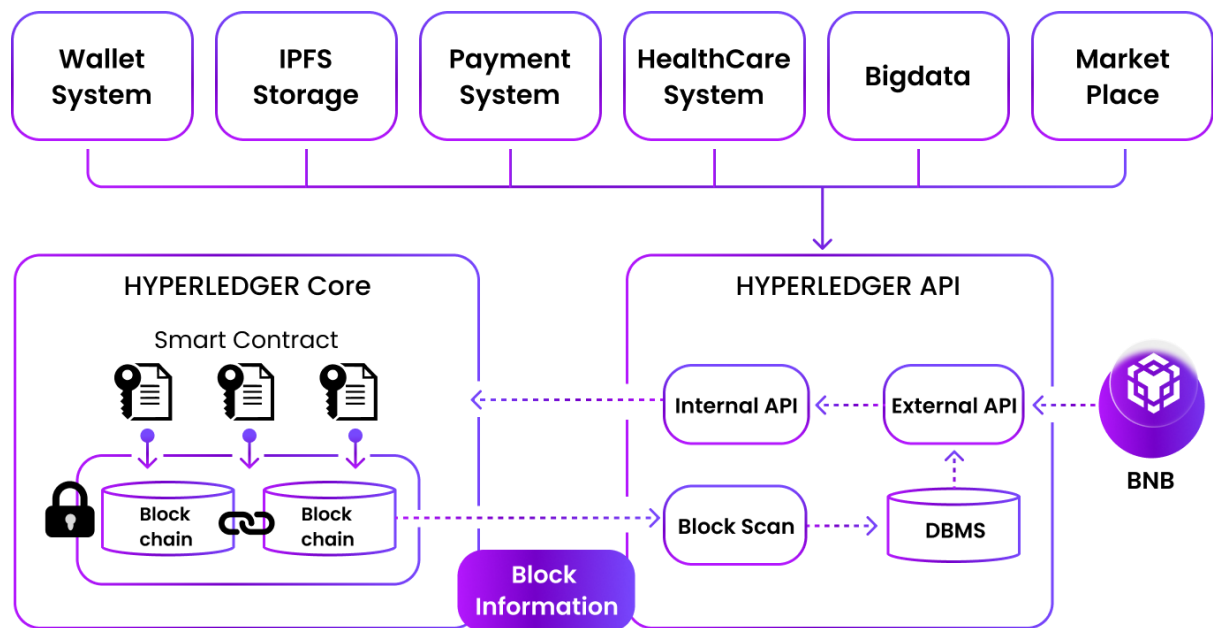 Wallet
System
IPFS
Storage
Payment
System
HealthCare
System
Bigdata
Market
Place
HYPERLEDGER Core
Smart Contract
Block
chain
Block
chain
Block
Information
HYPERLEDGER API
Internal API
External API
Block Scan
DBMS
BNB